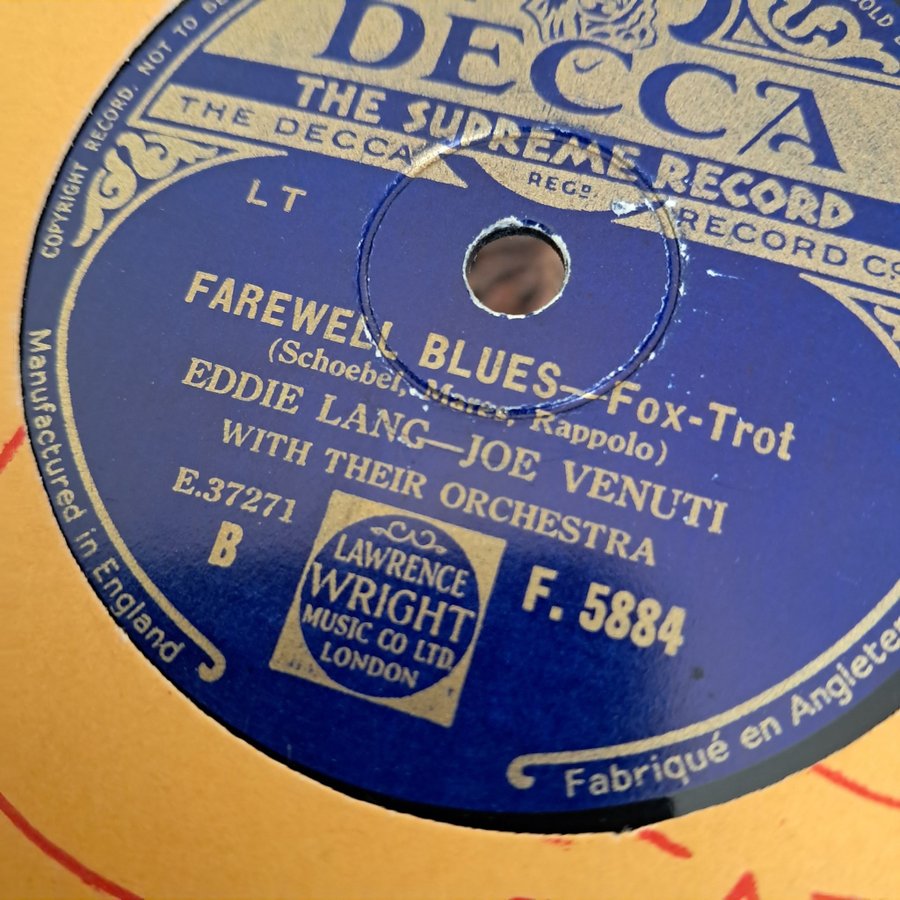 COPYRIGHT RECORD. NOT TO BE
DECCA
THE SUPREME RECORD
THE DECCA RECORD CO
REGD.
LT
FAREWELL BLUES—Fox-Trot
(Schoebel, Mares, Rappolo)
EDDIE LANG—JOE VENUTI
WITH THEIR ORCHESTRA
E.37271
B
LAWRENCE
WRIGHT
MUSIC CO LTD
LONDON
F. 5884
Manufactured in England
Fabriqué en Angleter